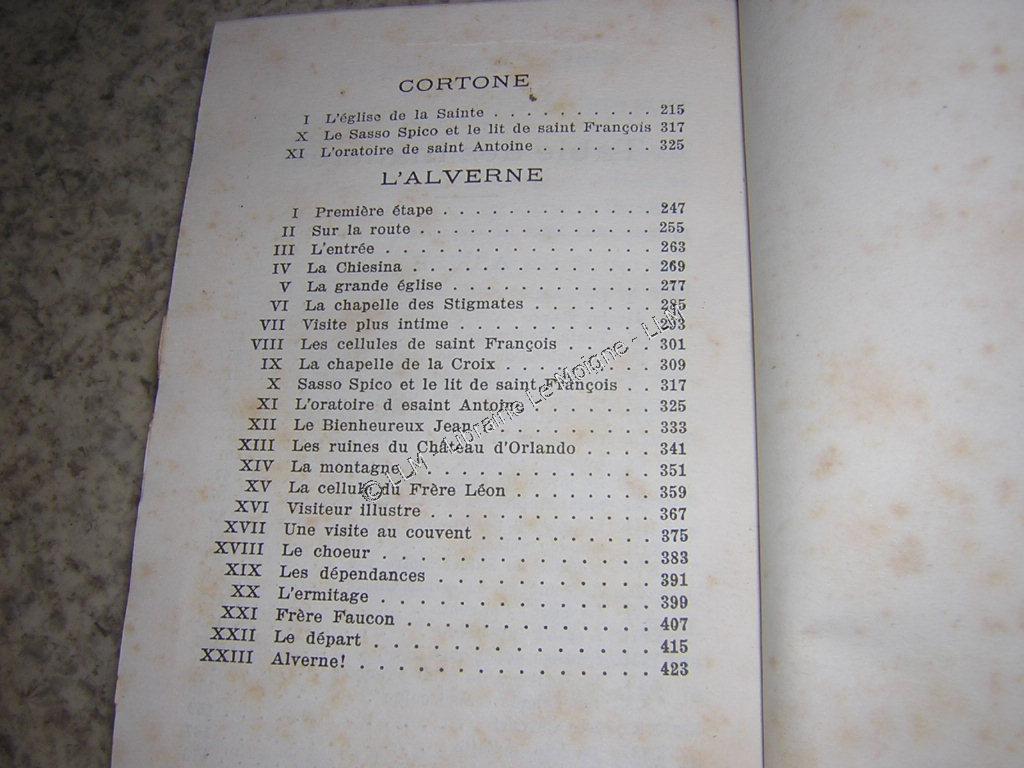 CORTONE
I L'église de la Sainte . . . . . . . . . . 215
X Le Sasso Spico et le lit de saint François 317
XI L'oratoire de saint Antoine . . . . . . . 325
L'ALVERNE
I Première étape . . . . . . . . . . . . . 247
II Sur la route . . . . . . . . . . . . . . 255
III L'entrée . . . . . . . . . . . . . . . . 263
IV La Chiesina . . . . . . . . . . . . . . 269
V La grande église . . . . . . . . . . . . 277
VI La chapelle des Stigmates . . . . . . . 285
VII Visite plus intime . . . . . . . . . . . 293
VIII Les cellules de saint François . . . . . 301
IX La chapelle de la Croix . . . . . . . . 309
X Sasso Spico et le lit de saint François . . 317
XI L'oratoire d esaint Antoine . . . . . . . 325
XII Le Bienheureux Jean . . . . . . . . . . 333
XIII Les ruines du Château d'Orlando . . . . 341
XIV La montagne . . . . . . . . . . . . . . 351
XV La cellule du Frère Léon . . . . . . . . 359
XVI Visiteur illustre . . . . . . . . . . . . 367
XVII Une visite au couvent . . . . . . . . . 375
XVIII Le choeur . . . . . . . . . . . . . . . 383
XIX Les dépendances . . . . . . . . . . . . 391
XX L'ermitage . . . . . . . . . . . . . . . 399
XXI Frère Faucon . . . . . . . . . . . . . 407
XXII Le départ . . . . . . . . . . . . . . . 415
XXIII Alverne! . . . . . . . . . . . . . . . 423
© LLM - Librairie Le Moigne - LLM